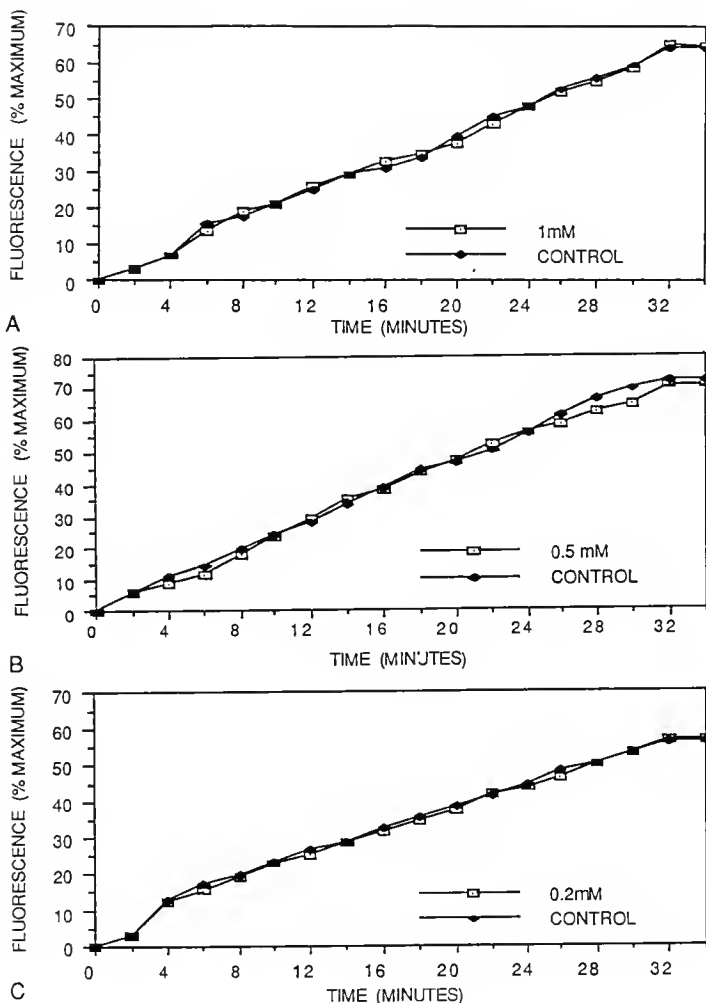 FLUORESCENCE (% MAXIMUM)
70
60
50
40
30
20
10
0
1mM
CONTROL
0 4 8 12 16 20 24 28 32
TIME (MINUTES)
A
FLUORESCENCE (% MAXIMUM)
80
70
60
50
40
30
20
10
0
0.5 mM
CONTROL
0 4 8 12 16 20 24 28 32
TIME (MINUTES)
B
FLUORESCENCE (% MAXIMUM)
70
60
50
40
30
20
10
0
0.2mM
CONTROL
0 4 8 12 16 20 24 28 32
TIME (MINUTES)
C